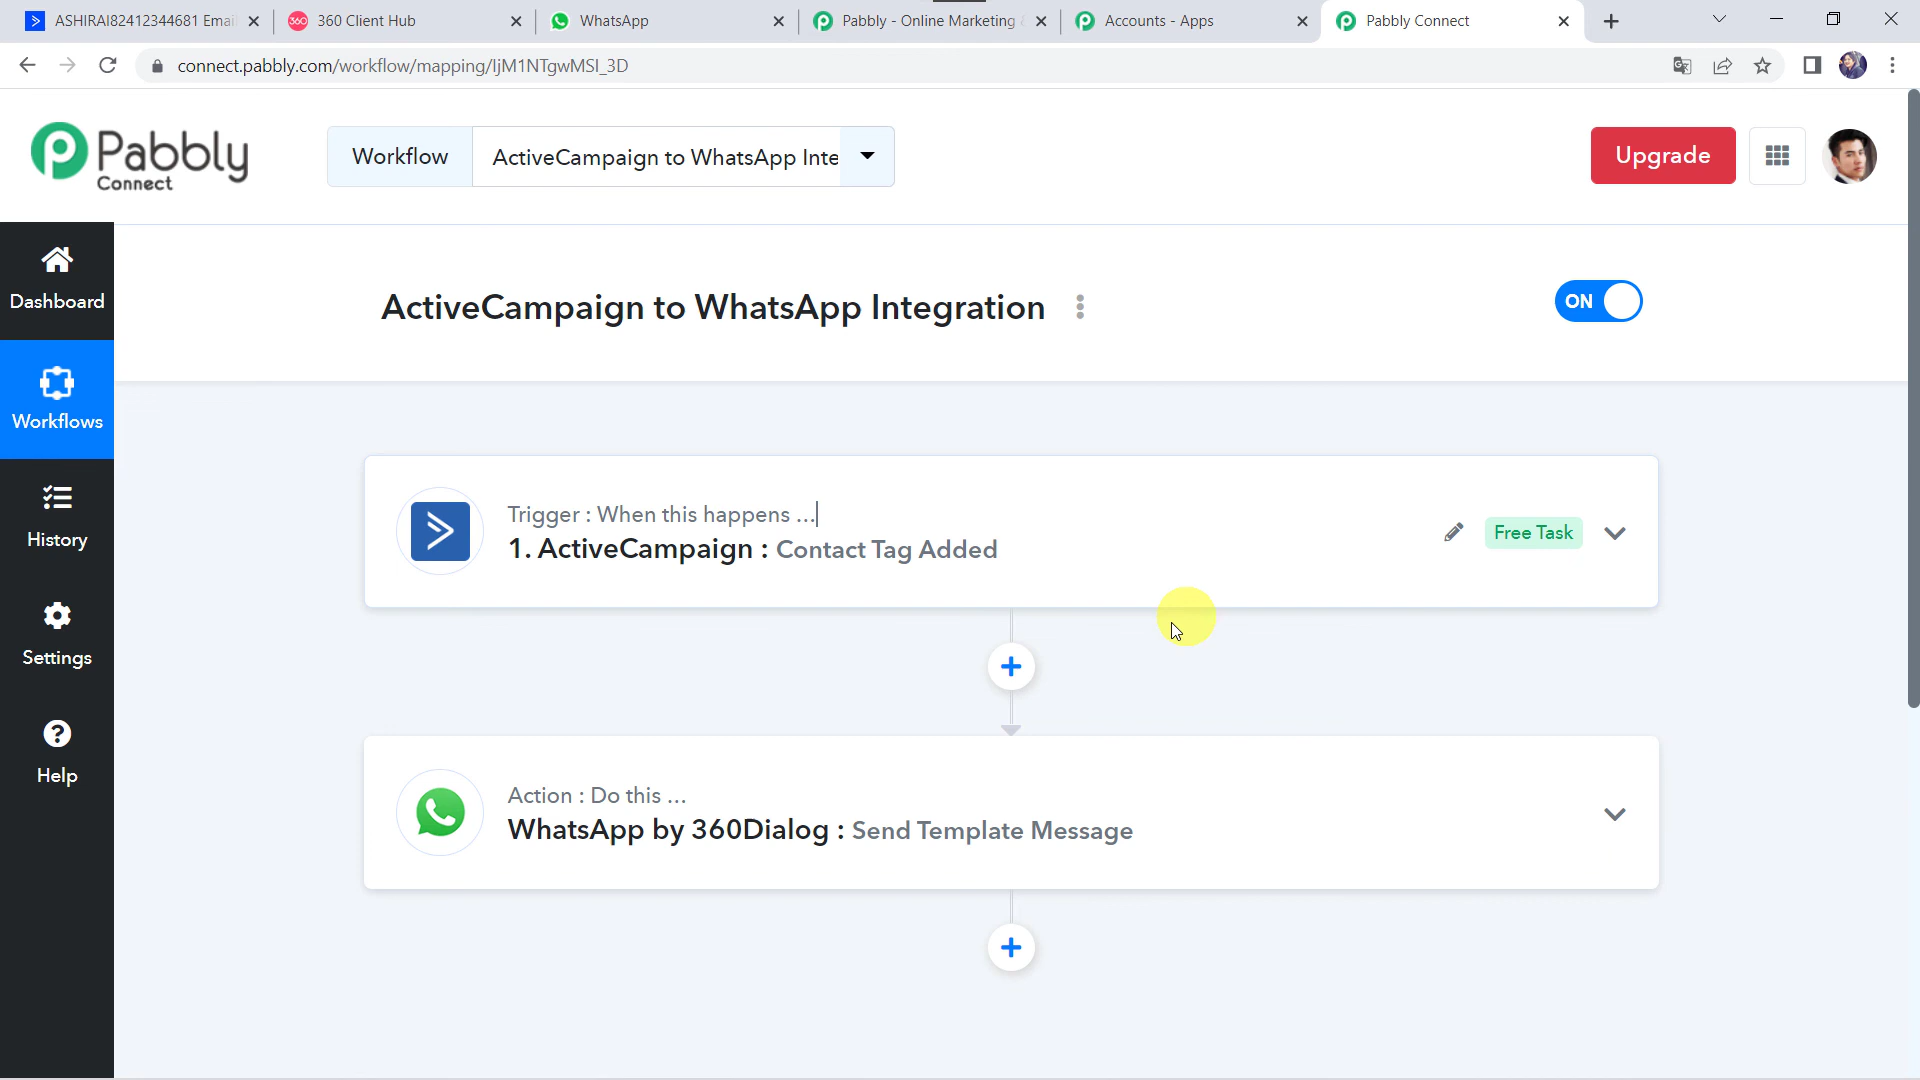 ASHIRAI82412344681 Emai
360 Client Hub
WhatsApp
Pabbly - Online Marketing
Accounts - Apps
Pabbly Connect
connect.pabbly.com/workflow/mapping/IjM1NTgwMSI_3D
Pabbly
Connect
Workflow
ActiveCampaign to WhatsApp Inte
Upgrade
Dashboard
Workflows
History
Settings
Help
ActiveCampaign to WhatsApp Integration
ON
Trigger : When this happens ...
1. ActiveCampaign : Contact Tag Added
Free Task
Action : Do this ...
WhatsApp by 360Dialog : Send Template Message